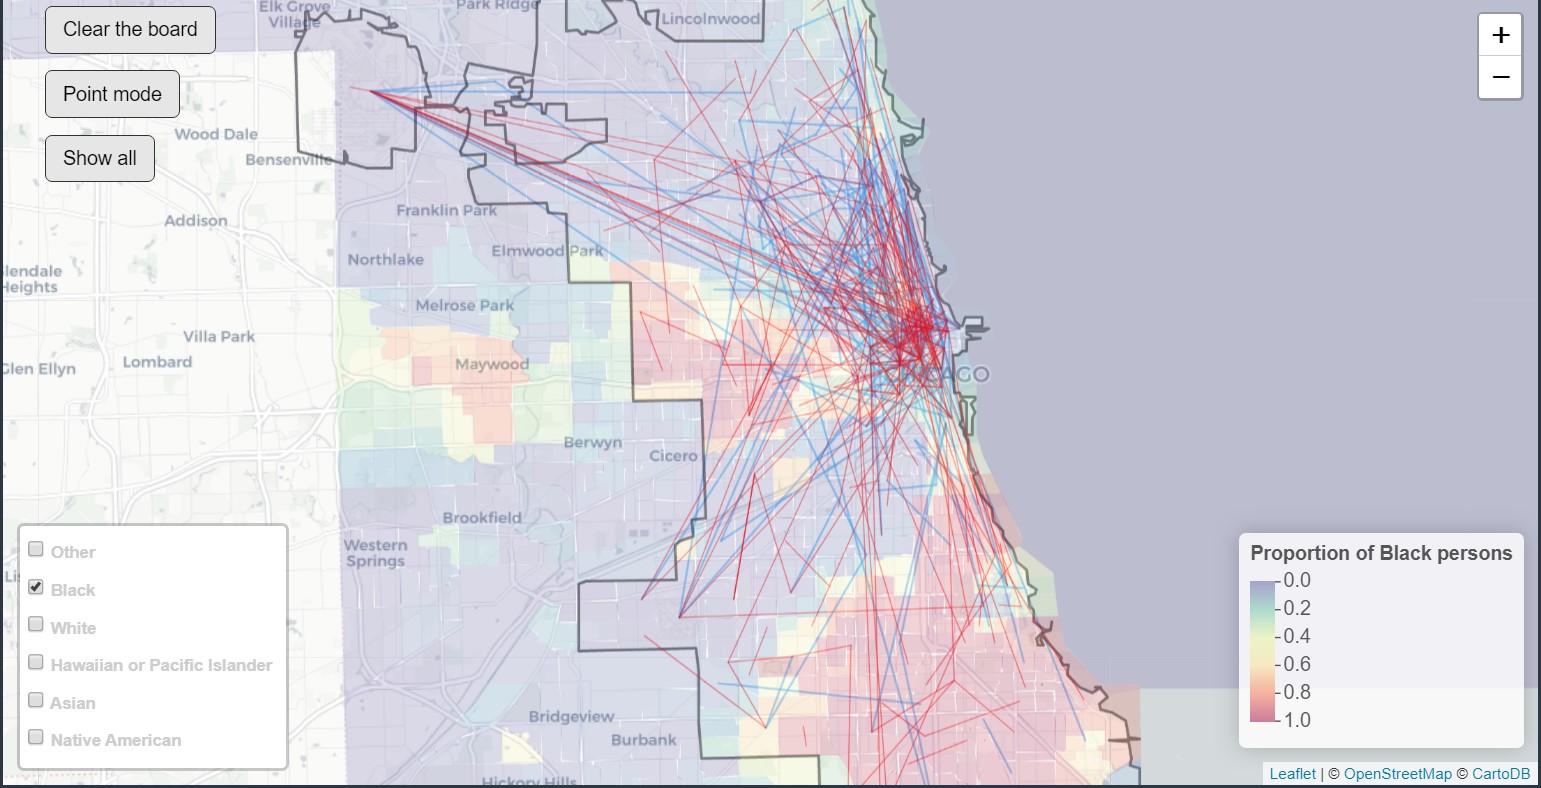 Clear the board
Point mode
Show all
Elk Grove
Village
Park Ridge
Lincolnwood
+
−
Wood Dale
Bensenville
Addison
Franklin Park
Northlake
Elmwood Park
lendale
Heights
Melrose Park
Villa Park
Glen Ellyn
Lombard
Maywood
AGO
Berwyn
Cicero
Brookfield
Western
Springs
Lis
Bridgeview
Burbank
Hickory Hills
Other
Black
White
Hawaiian or Pacific Islander
Asian
Native American
Proportion of Black persons
0.0
0.2
0.4
0.6
0.8
1.0
Leaflet | © OpenStreetMap © CartoDB